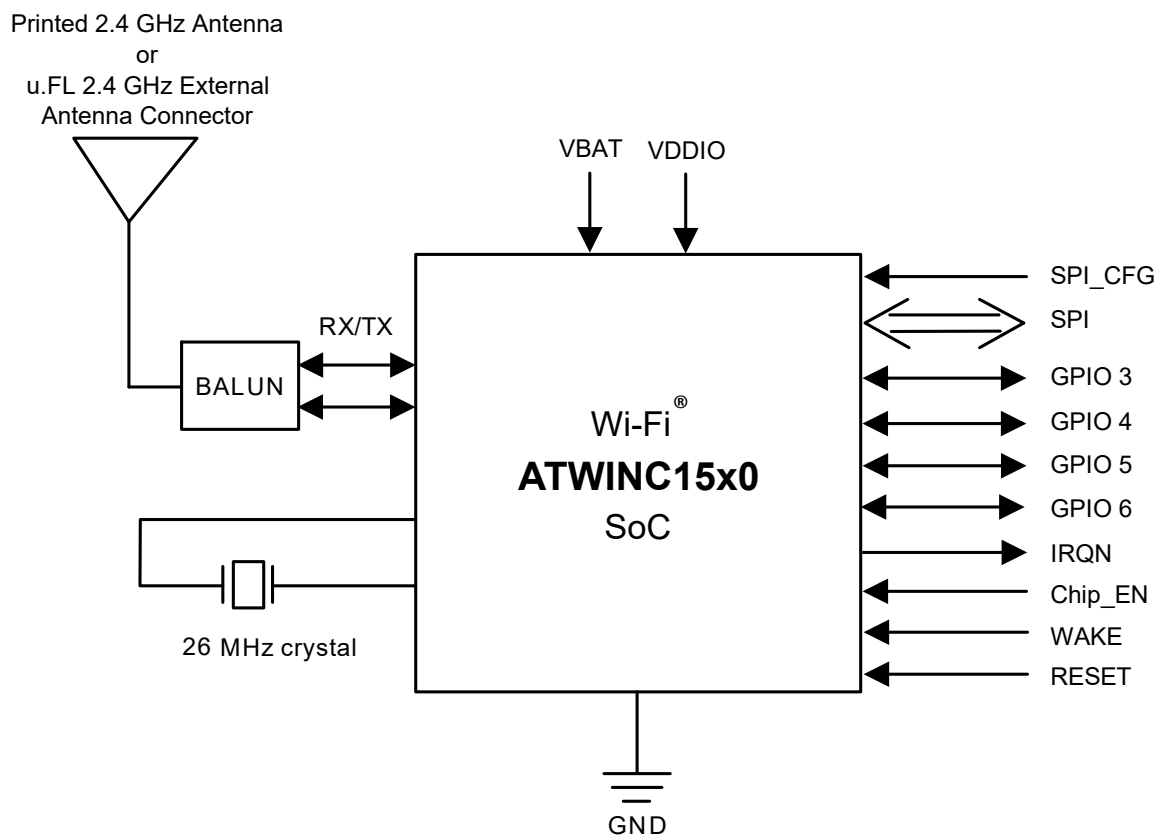 Printed 2.4 GHz Antenna
or
u.FL 2.4 GHz External
Antenna Connector
VBAT
VDDIO
RX/TX
BALUN
26 MHz crystal
Wi-Fi®
ATWINC15x0
SoC
SPI_CFG
SPI
GPIO 3
GPIO 4
GPIO 5
GPIO 6
IRQN
Chip_EN
WAKE
RESET
GND